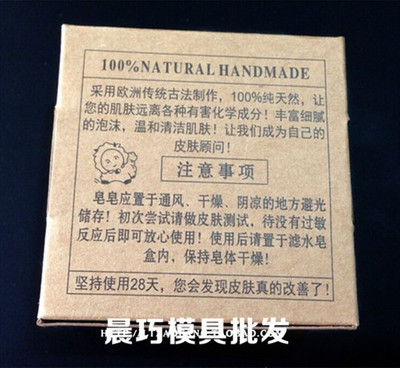 100%NATURAL HANDMADE
采用欧洲传统古法制作，100%纯天然，让
您的肌肤远离各种有害化学成分！丰富细腻
的泡沫，温和清洁肌肤！让我们成为自己的
皮肤顾问！
注意事项
皂皂应置于通风、干燥、阴凉的地方避光
储存！初次尝试请做皮肤测试，待没有过敏
反应后即可放心使用！使用后请置于滤水皂
盒内，保持皂体干燥！
坚持使用28天，您会发现皮肤真的改善了！
晨巧模具批发